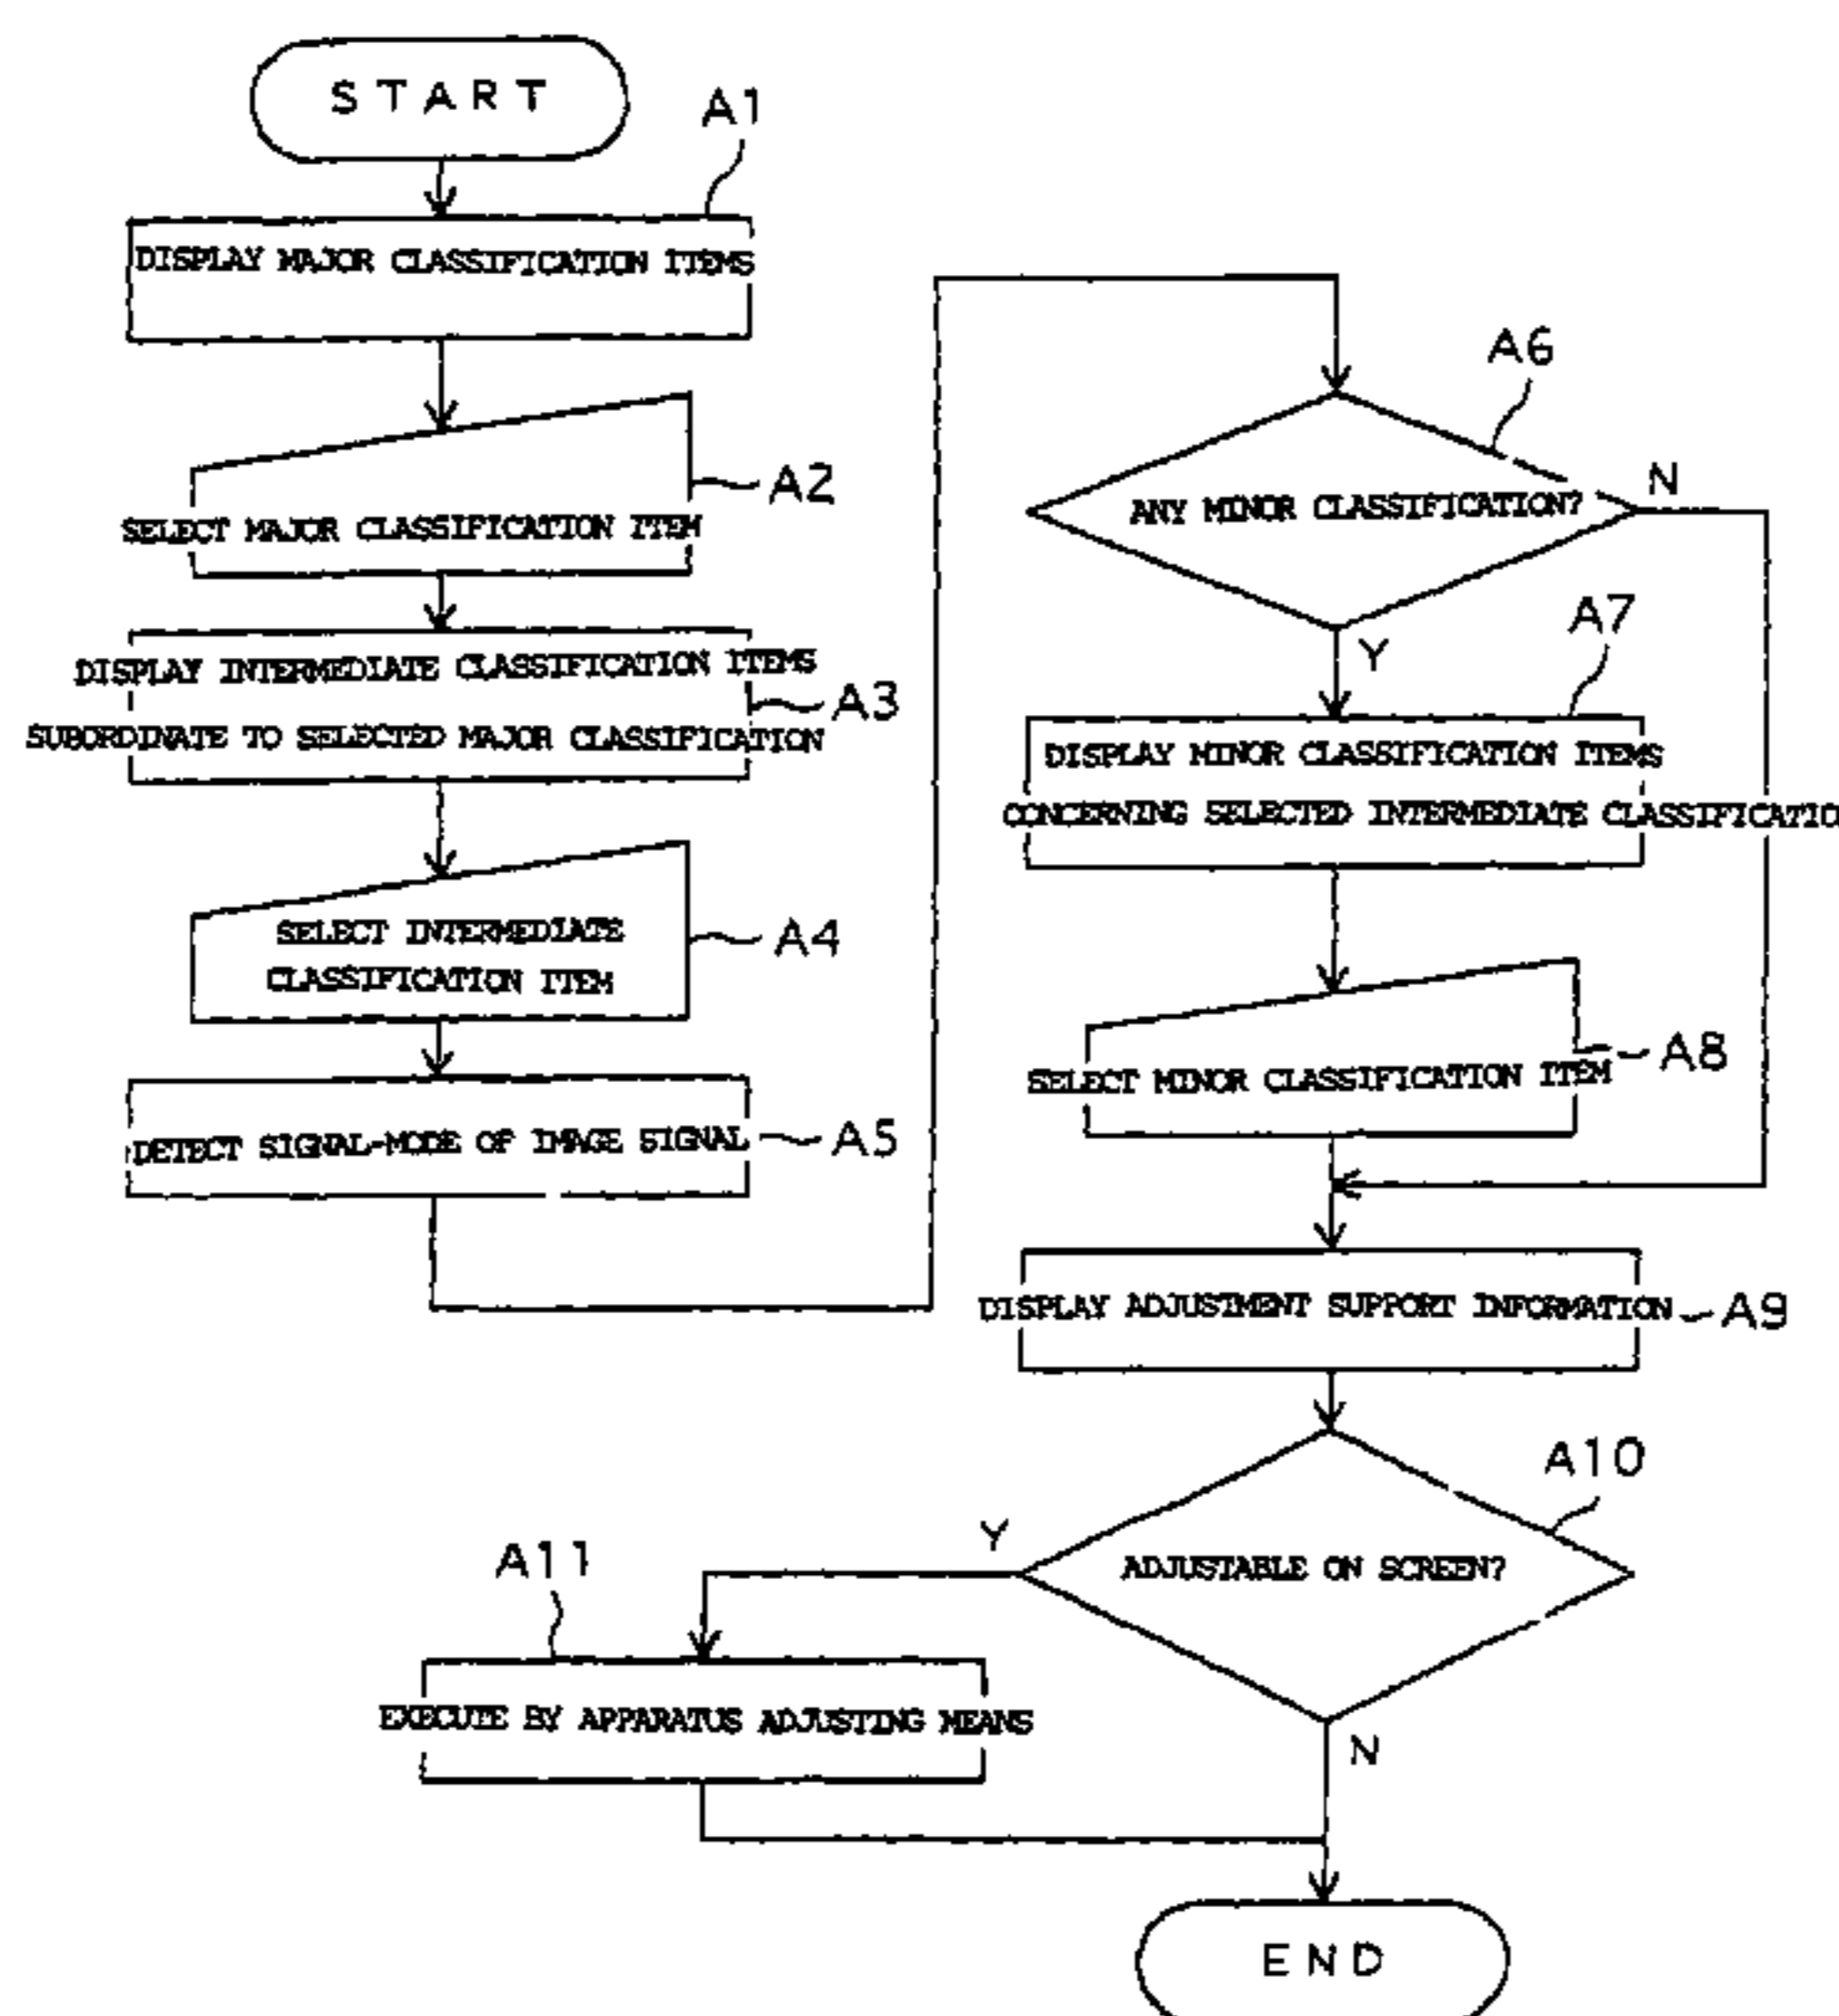 START
A1
DISPLAY MAJOR CLASSIFICATION ITEMS
A2
SELECT MAJOR CLASSIFICATION ITEM
DISPLAY INTERMEDIATE CLASSIFICATION ITEMS
SUBORDINATE TO SELECTED MAJOR CLASSIFICATION
A3
SELECT INTERMEDIATE
CLASSIFICATION ITEM
A4
DETECT SIGNAL-MODE OF IMAGE SIGNAL
A5
A6
ANY MINOR CLASSIFICATION?
N
Y
A7
DISPLAY MINOR CLASSIFICATION ITEMS
CONCERNING SELECTED INTERMEDIATE CLASSIFICATIO
A8
SELECT MINOR CLASSIFICATION ITEM
DISPLAY ADJUSTMENT SUPPORT INFORMATION
A9
A10
ADJUSTABLE ON SCREEN?
Y
N
A11
EXECUTE BY APPARATUS ADJUSTING MEANS
END